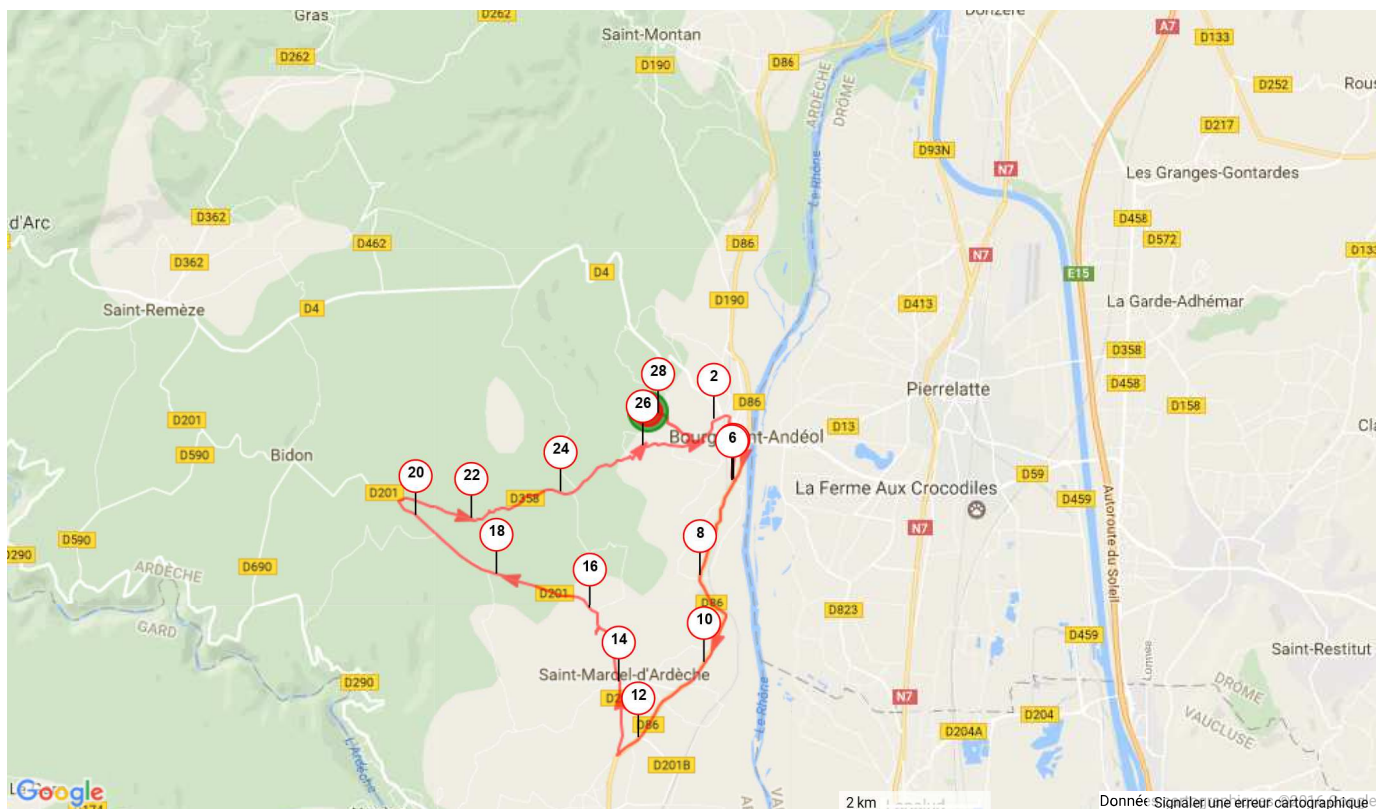 Gras
D262
Donzère
Saint-Montan
A7
D133
D86
D262
D190
D252
Rous
D217
ARDÈCHE
DRÔME
D93N
Le Rhône
N7
Les Granges-Gontardes
D362
D458
d'Arc
D462
D86
D572
D362
N7
D133
D4
E15
D190
D413
La Garde-Adhémar
Saint-Remèze
D4
D358
28
2
D458
Pierrelatte
26
D86
D158
D201
D13
6
D590
Bidon
24
D59
20
D201
22
D358
La Ferme Aux Crocodiles
D459
Autoroute du Soleil
18
8
N7
D590
D290
ARDÈCHE
D690
16
D201
D86
D823
GARD
10
14
D459
Saint-Restitut
D290
Saint-Marcel-d'Ardèche
Le Rhône
N7
DRÔME
12
D86
D204
VAUCLUSE
D204A
L'Ardèche
D201B
Google
2 km
Signaler une erreur cartographique